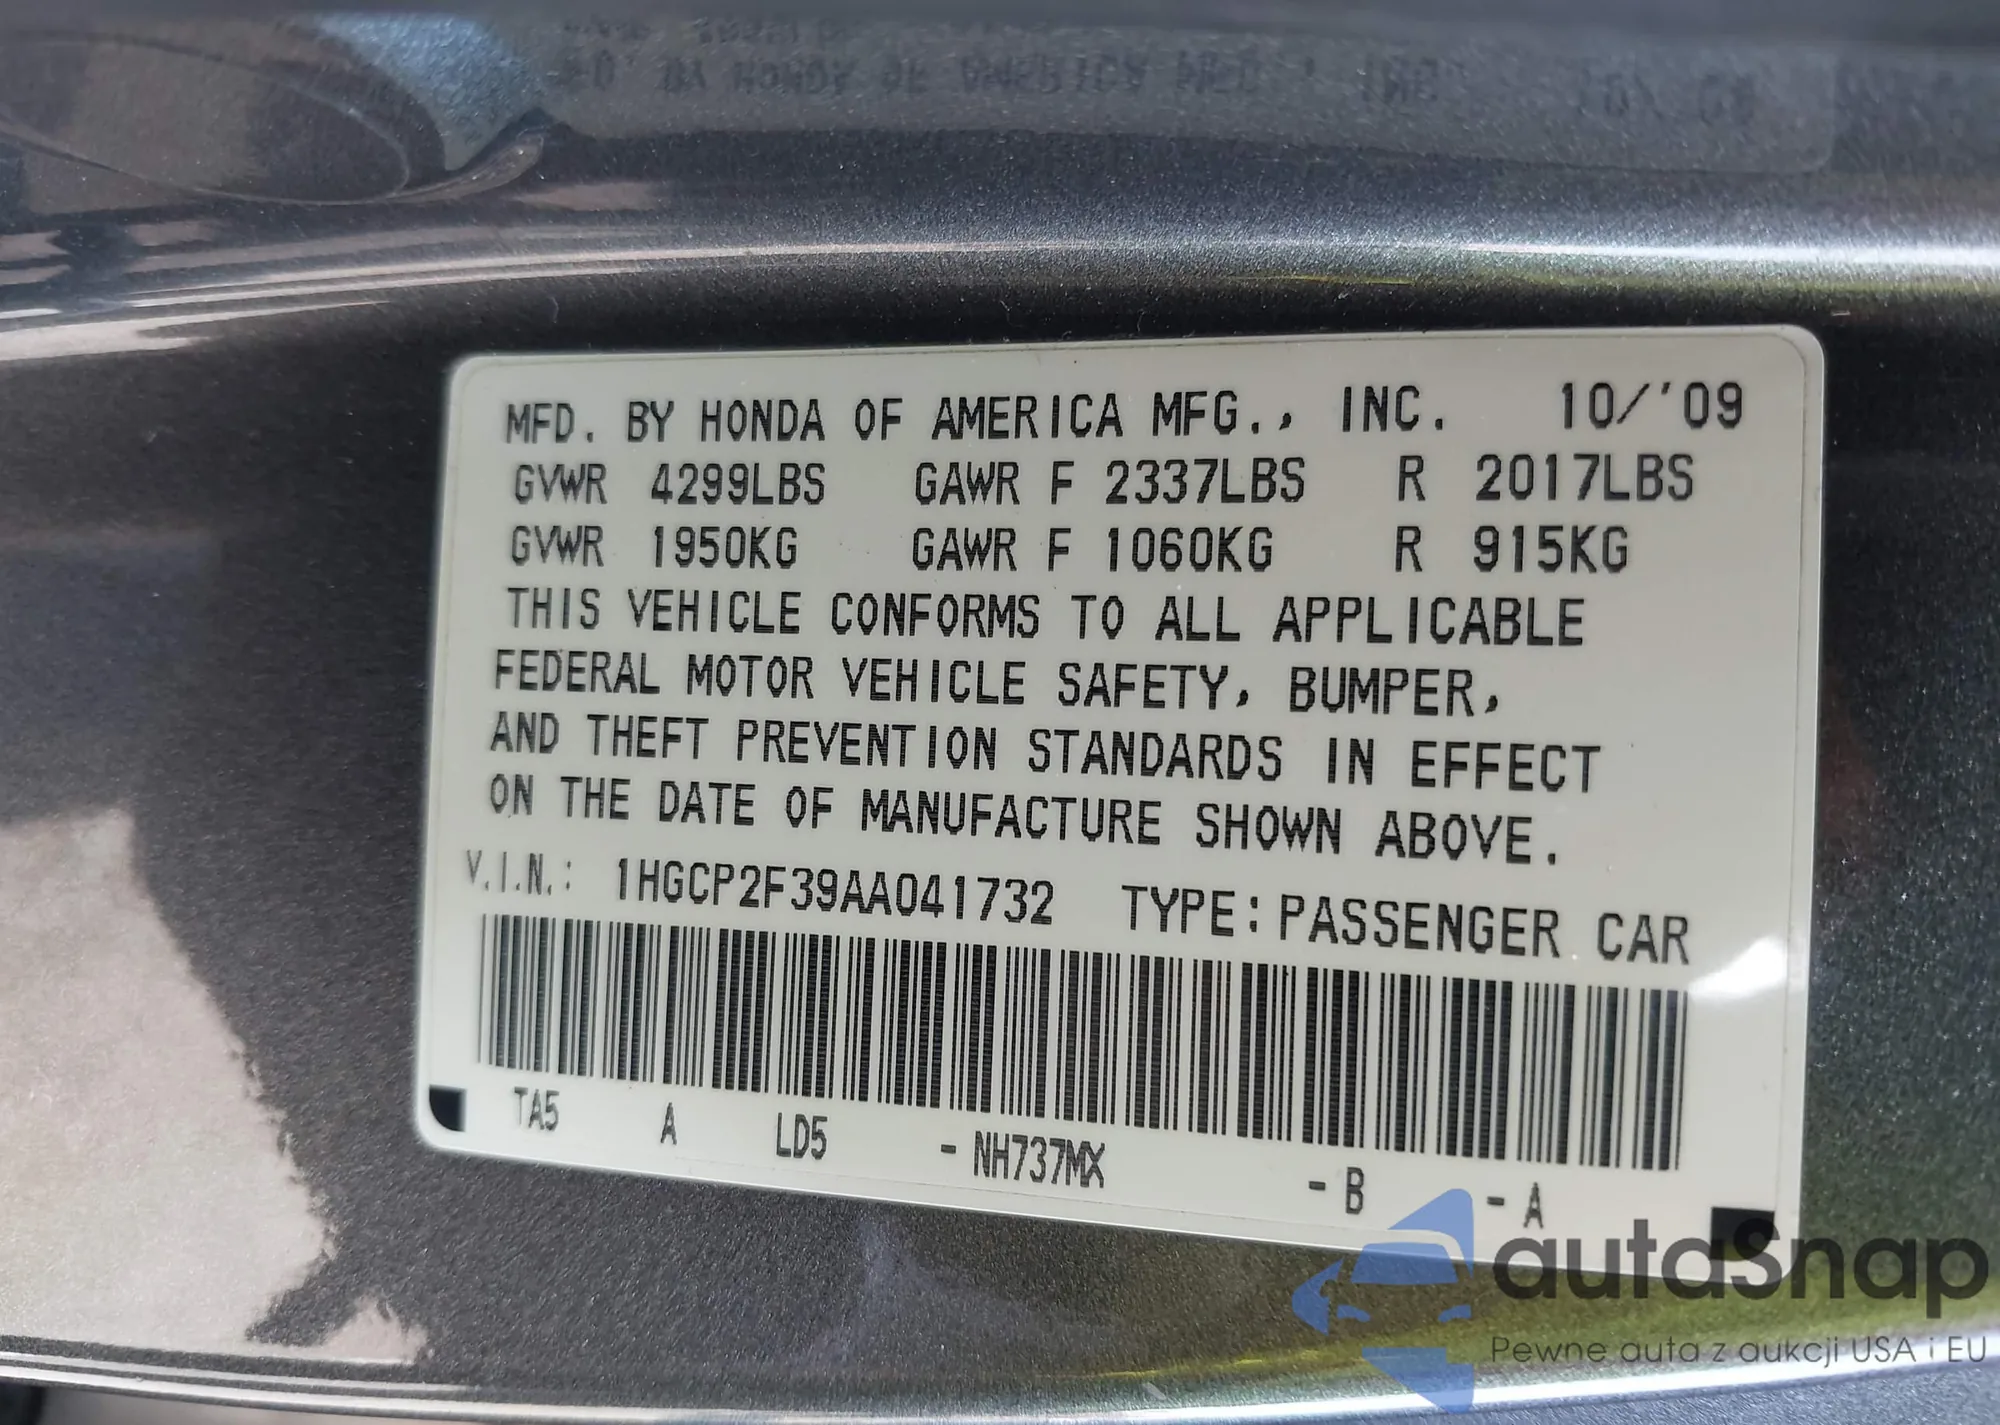 MFD. BY HONDA OF AMERICA MFG., INC. 10/'09
GVWR 4299LBS GAWR F 2337LBS R 2017LBS
GVWR 1950KG GAWR F 1060KG R 915KG
THIS VEHICLE CONFORMS TO ALL APPLICABLE
FEDERAL MOTOR VEHICLE SAFETY, BUMPER,
AND THEFT PREVENTION STANDARDS IN EFFECT
ON THE DATE OF MANUFACTURE SHOWN ABOVE.
V.I.N.: 1HGCP2F39AA041732 TYPE: PASSENGER CAR
TA5 A LD5 - NH737MX - B - A
autaSnap
Pewne auta z aukcji USA i EU